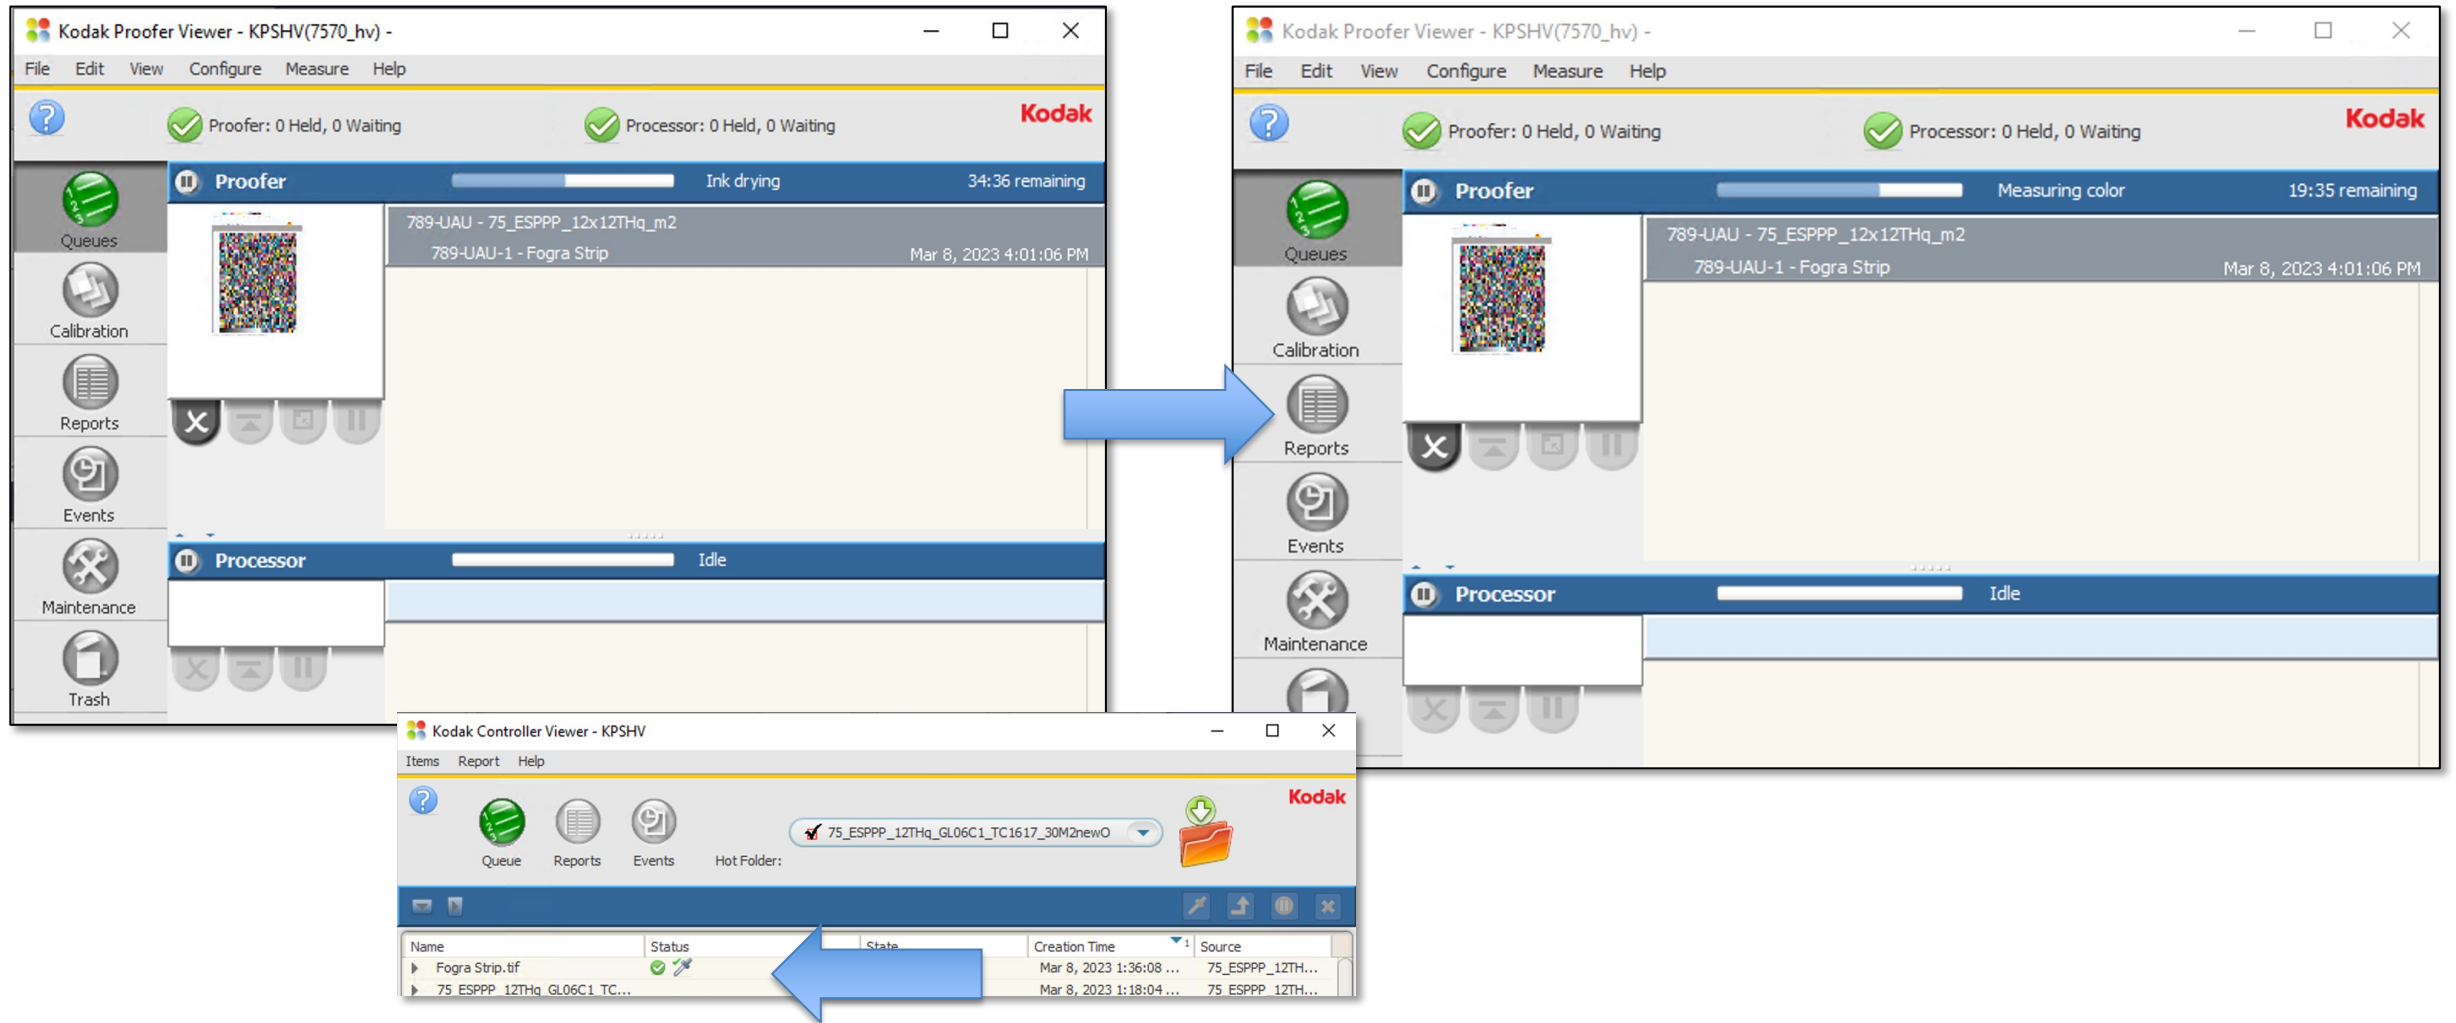 Kodak Proofer Viewer - KPSHV(7570_hv) -
File Edit View Configure Measure Help
Proofer: 0 Held, 0 Waiting
Processor: 0 Held, 0 Waiting
Kodak
Queues
Calibration
Reports
Events
Maintenance
Trash
Proofer
Ink drying
34:36 remaining
789-UAU - 75_ESPPP_12x12THq_m2
789-UAU-1 - Fogra Strip
Mar 8, 2023 4:01:06 PM
Processor
Idle
Kodak Proofer Viewer - KPSHV(7570_hv) -
File Edit View Configure Measure Help
Proofer: 0 Held, 0 Waiting
Processor: 0 Held, 0 Waiting
Kodak
Queues
Calibration
Reports
Events
Maintenance
Proofer
Measuring color
19:35 remaining
789-UAU - 75_ESPPP_12x12THq_m2
789-UAU-1 - Fogra Strip
Mar 8, 2023 4:01:06 PM
Processor
Idle
Kodak Controller Viewer - KPSHV
Items Report Help
Kodak
Queue Reports Events
Hot Folder:
75_ESPPP_12THq_GL06C1_TC1617_30M2newO
Name Status State Creation Time 1 Source
Fogra Strip.tif Mar 8, 2023 1:36:08 ... 75_ESPPP_12TH...
75_ESPPP_12THq_GL06C1_TC... Mar 8, 2023 1:18:04 ... 75_ESPPP_12TH...